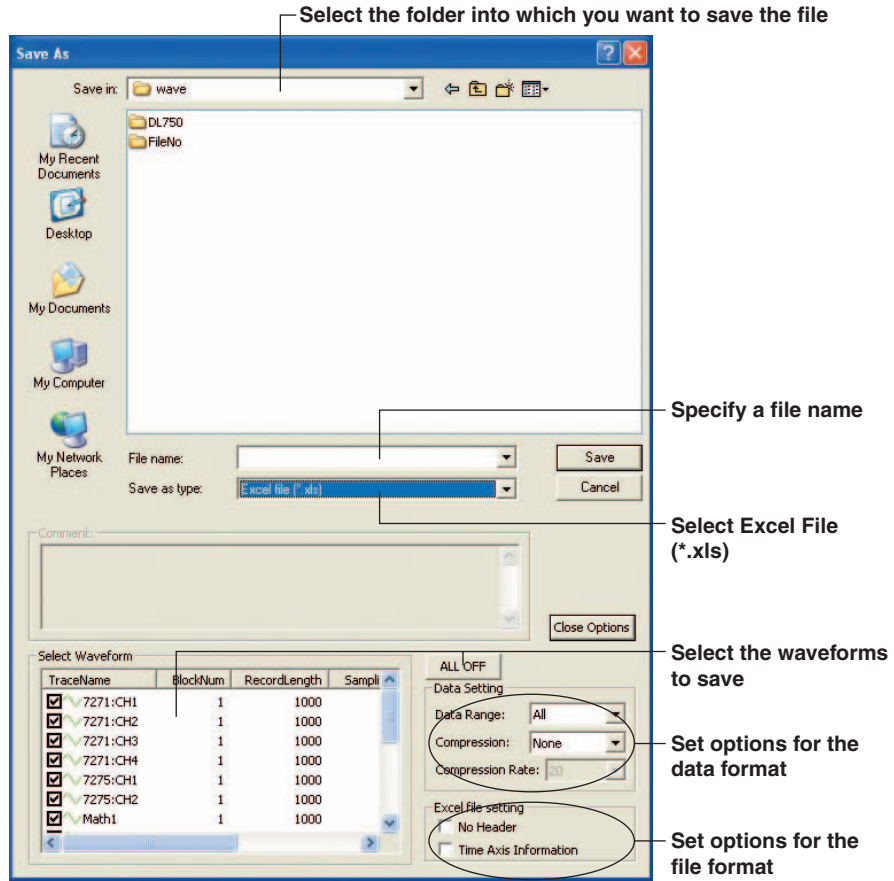 Select the folder into which you want to save the file
Save As
Save in:
wave
DL750
FileNo
My Recent
Documents
Desktop
My Documents
My Computer
My Network
Places
Specify a file name
File name:
Save
Save as type:
Excel file (*.xls)
Cancel
Select Excel File
(*.xls)
Comment:
Close Options
Select Waveform
ALL OFF
Select the waveforms
to save
TraceName BlockNum RecordLength Sampli
7271:CH1 1 1000
7271:CH2 1 1000
7271:CH3 1 1000
7271:CH4 1 1000
7275:CH1 1 1000
7275:CH2 1 1000
Math1 1 1000
Data Setting
Data Range: All
Compression: None
Compression Rate: 20
Set options for the
data format
Excel file setting
No Header
Time Axis Information
Set options for the
file format